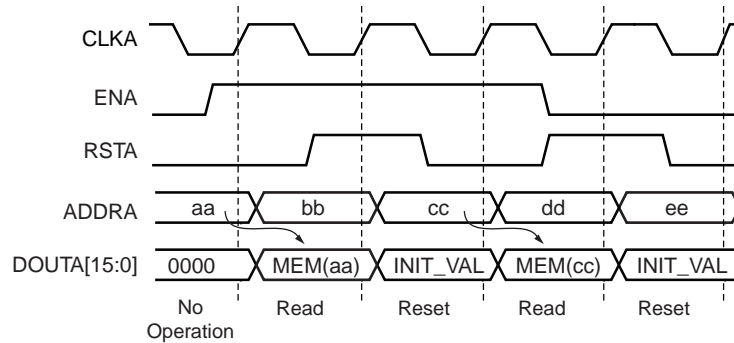 CLKA
ENA
RSTA
ADDRA aa bb cc dd ee
DOUTA[15:0] 0000 MEM(aa) INIT_VAL MEM(cc) INIT_VAL
No Operation Read Reset Read Reset